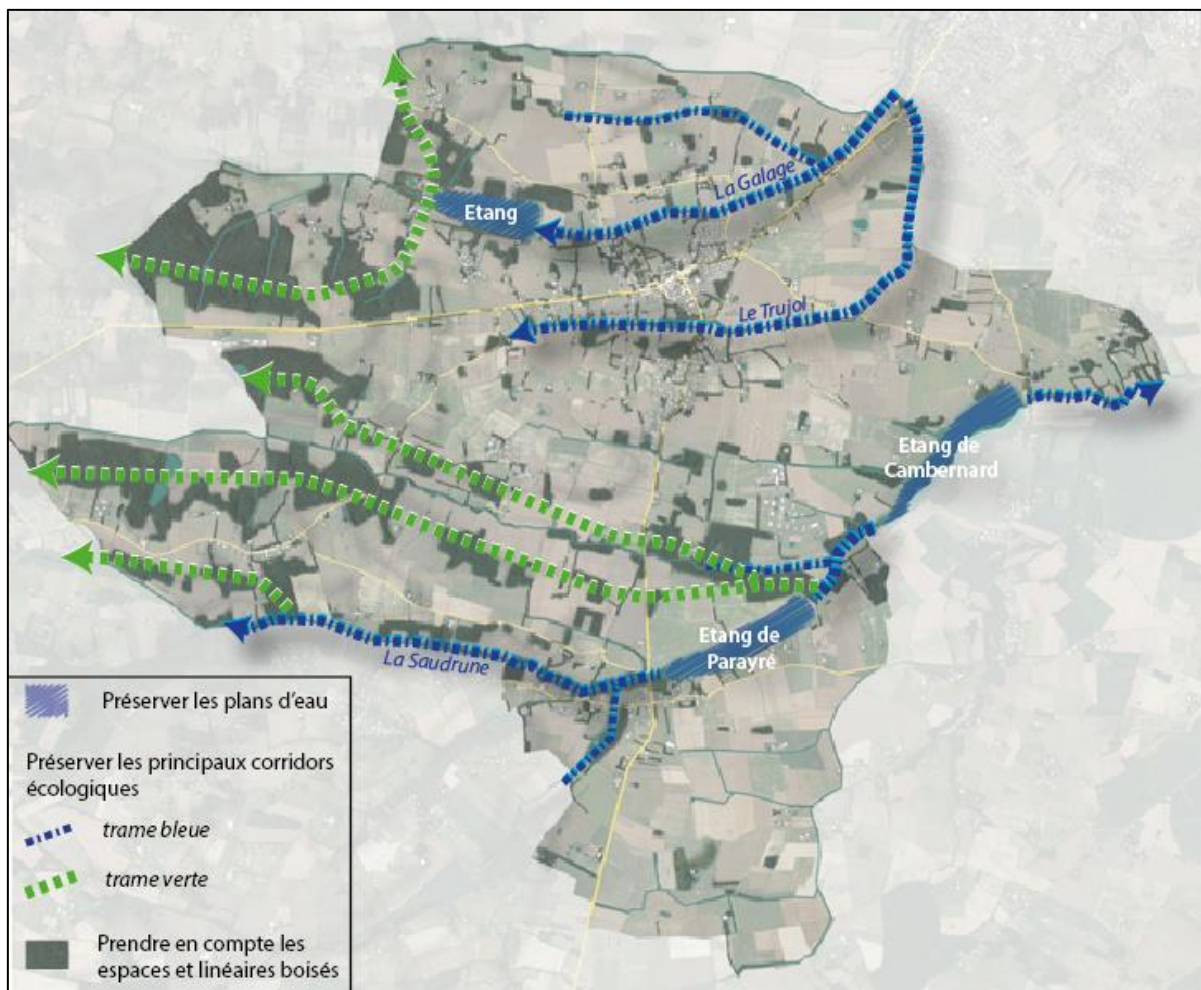 La Galage
Etang
Le Trujol
Etang de
Cambernard
Etang de
Parayré
La Saudrune
Préserver les plans d'eau
Préserver les principaux corridors
écologiques
trame bleue
trame verte
Prendre en compte les
espaces et linéaires boisés